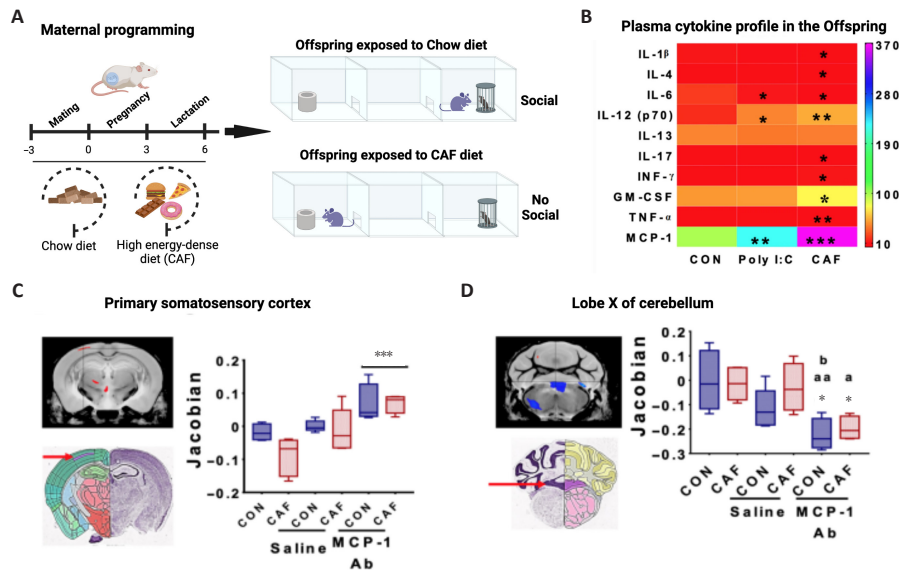 A
Maternal programming
Mating
Pregnancy
Lactation
−3
0
3
6
Chow diet
High energy-dense
diet (CAF)
Offspring exposed to Chow diet
Social
Offspring exposed to CAF diet
No
Social
B
Plasma cytokine profile in the Offspring
IL-1β
*
IL-4
*
IL-6
*
*
IL-12 (p70)
*
**
IL-13
IL-17
*
INF-γ
*
GM-CSF
*
TNF-α
**
MCP-1
**
***
CON
Poly I:C
CAF
370
280
190
100
10
C
Primary somatosensory cortex
Jacobian
0.2
0.1
0
−0.1
−0.2
***
CON
CAF
CON
CAF
CON
CAF
Saline
MCP-1
Ab
D
Lobe X of cerebellum
Jacobian
0.2
0.1
0
−0.1
−0.2
−0.3
b
aa
a
*
*
CON
CAF
CON
CAF
CON
CAF
Saline
MCP-1
Ab